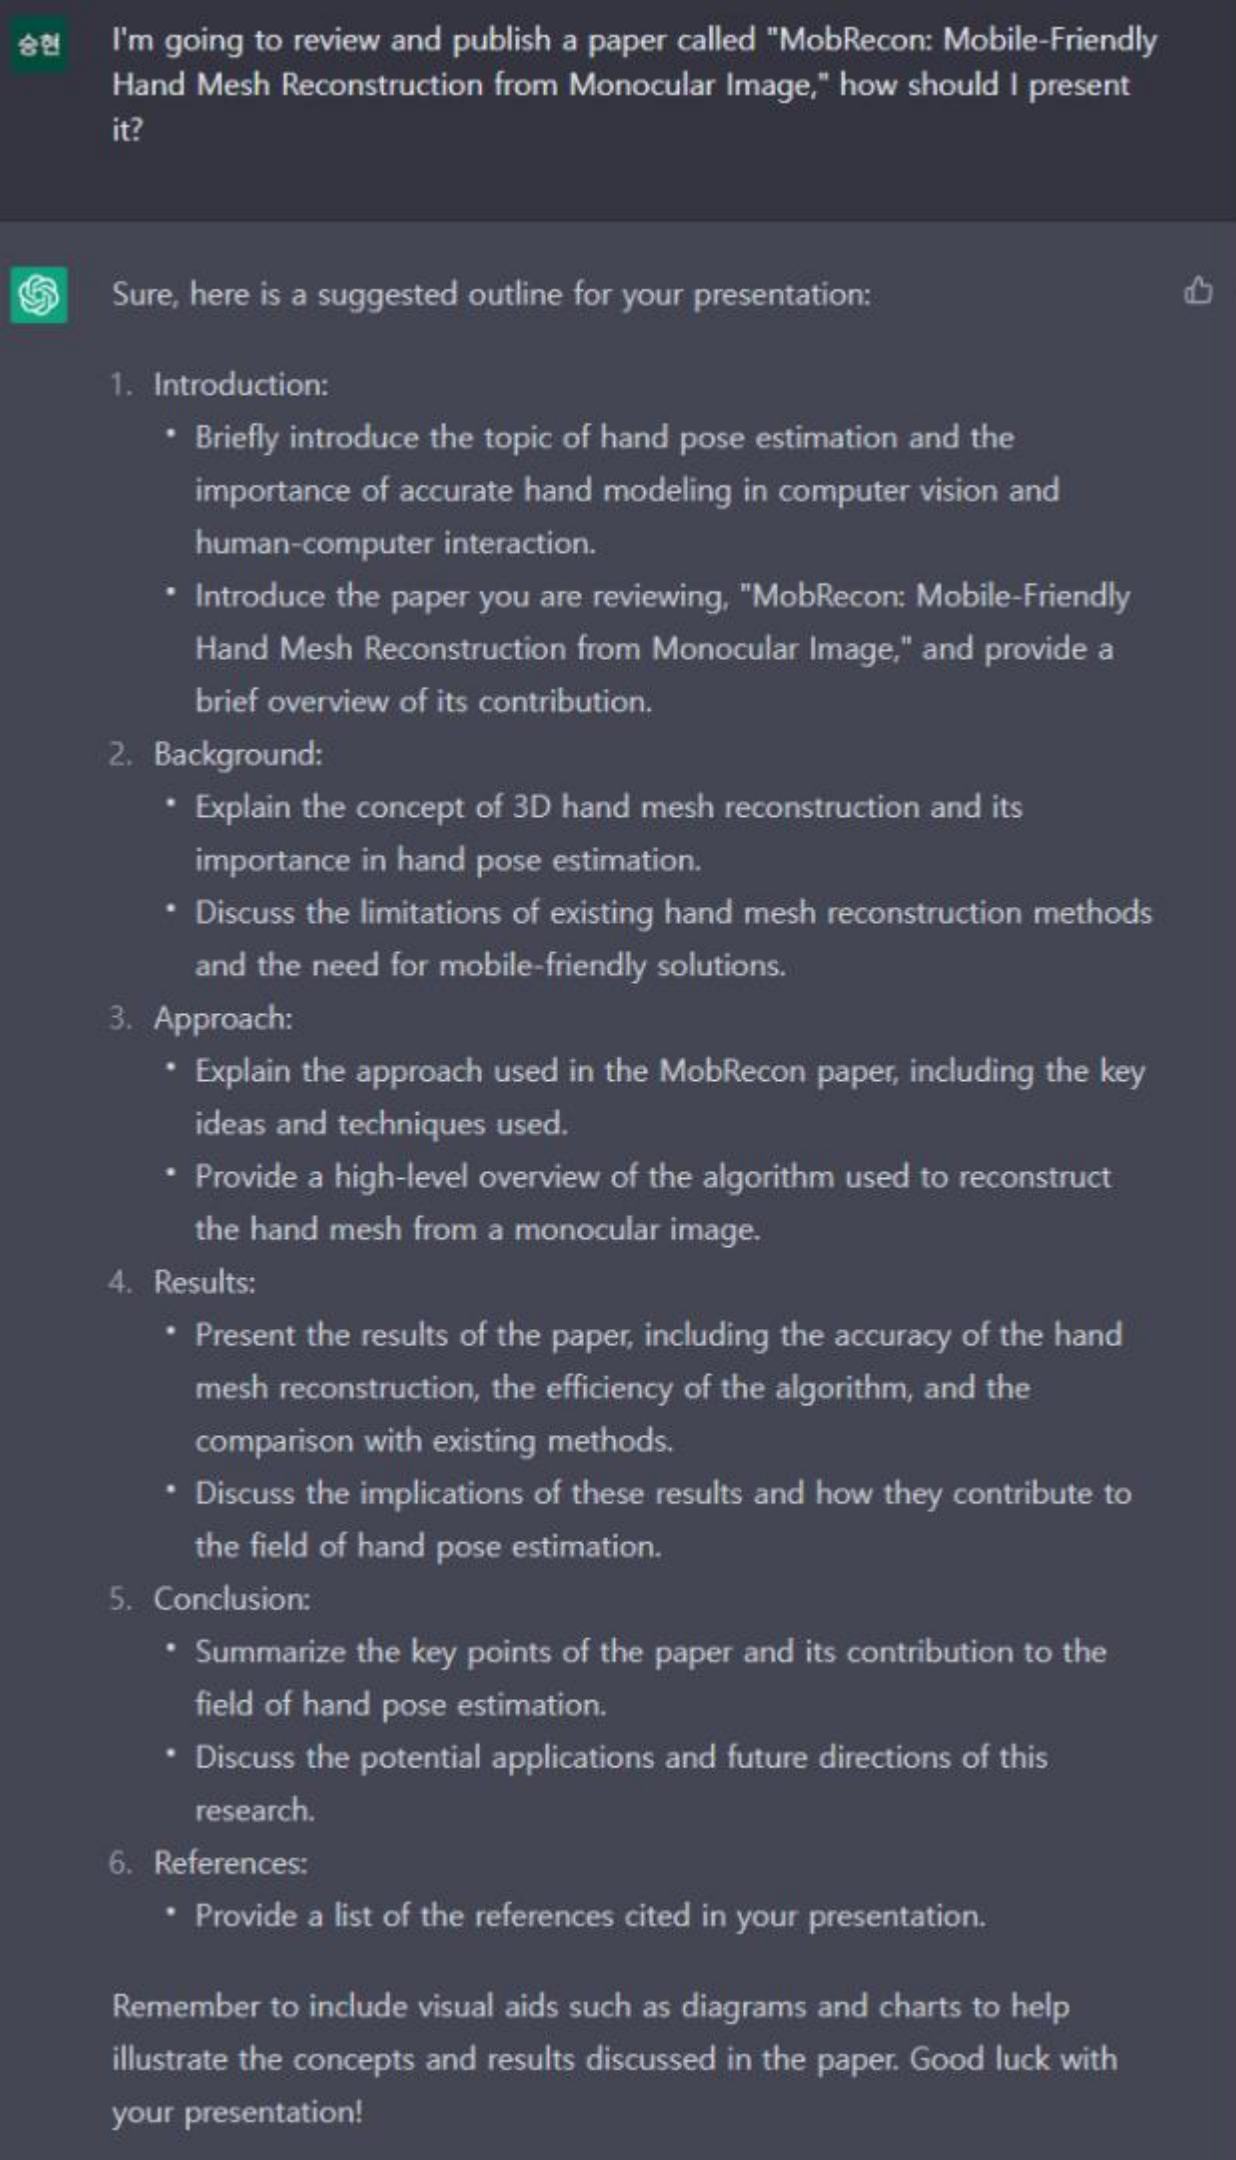 승현
I'm going to review and publish a paper called "MobRecon: Mobile-Friendly
Hand Mesh Reconstruction from Monocular Image," how should I present
it?
Sure, here is a suggested outline for your presentation:
1. Introduction:
• Briefly introduce the topic of hand pose estimation and the
importance of accurate hand modeling in computer vision and
human-computer interaction.
• Introduce the paper you are reviewing, "MobRecon: Mobile-Friendly
Hand Mesh Reconstruction from Monocular Image," and provide a
brief overview of its contribution.
2. Background:
• Explain the concept of 3D hand mesh reconstruction and its
importance in hand pose estimation.
• Discuss the limitations of existing hand mesh reconstruction methods
and the need for mobile-friendly solutions.
3. Approach:
• Explain the approach used in the MobRecon paper, including the key
ideas and techniques used.
• Provide a high-level overview of the algorithm used to reconstruct
the hand mesh from a monocular image.
4. Results:
• Present the results of the paper, including the accuracy of the hand
mesh reconstruction, the efficiency of the algorithm, and the
comparison with existing methods.
• Discuss the implications of these results and how they contribute to
the field of hand pose estimation.
5. Conclusion:
• Summarize the key points of the paper and its contribution to the
field of hand pose estimation.
• Discuss the potential applications and future directions of this
research.
6. References:
• Provide a list of the references cited in your presentation.
Remember to include visual aids such as diagrams and charts to help
illustrate the concepts and results discussed in the paper. Good luck with
your presentation!